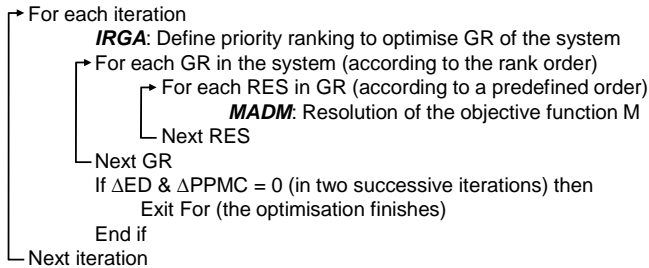 For each iteration
IRGA: Define priority ranking to optimise GR of the system
For each GR in the system (according to the rank order)
For each RES in GR (according to a predefined order)
MADM: Resolution of the objective function M
Next RES
Next GR
If ΔED & ΔPPMC = 0 (in two successive iterations) then
Exit For (the optimisation finishes)
End if
Next iteration